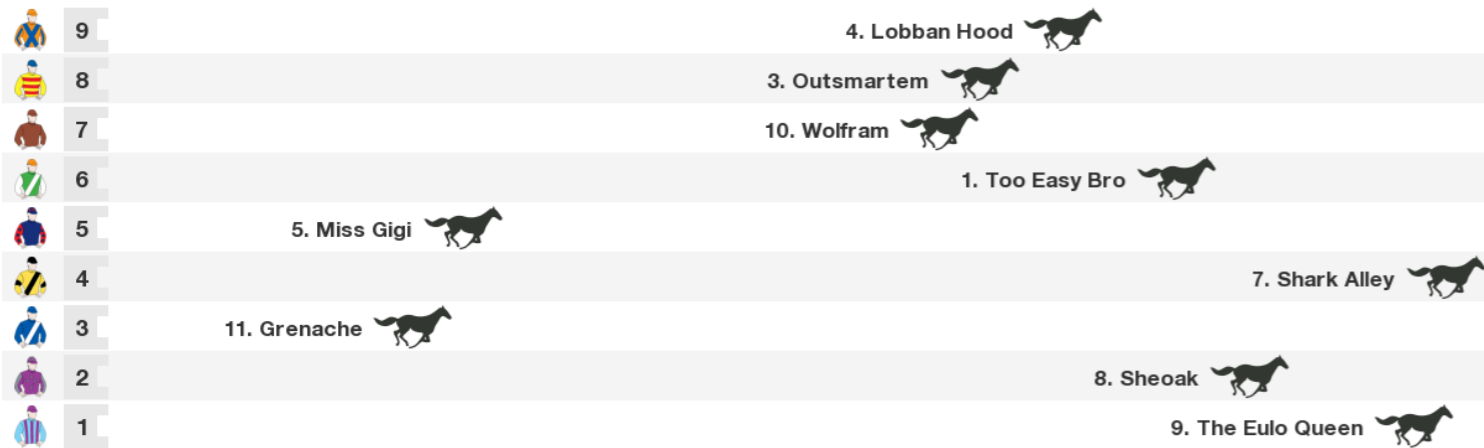 9 4. Lobban Hood
8 3. Outsmartem
7 10. Wolfram
6 1. Too Easy Bro
5 5. Miss Gigi
4 7. Shark Alley
3 11. Grenache
2 8. Sheoak
1 9. The Eulo Queen